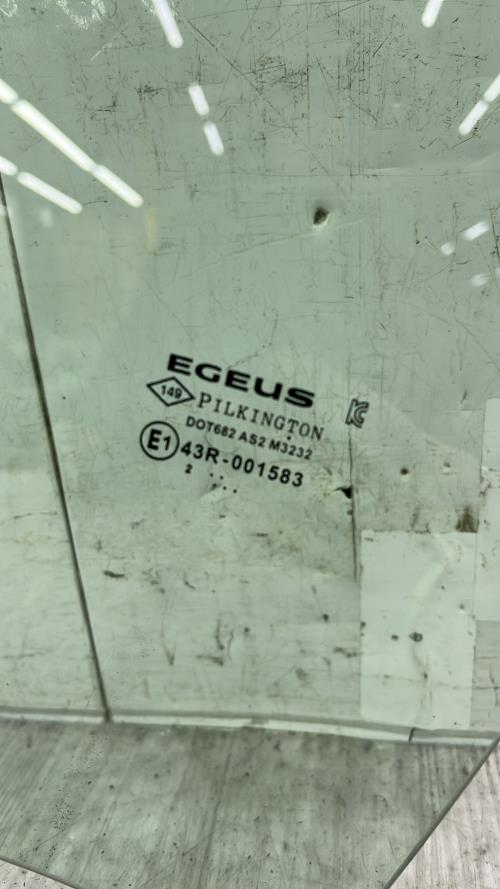 EGEUS
149 PILKINGTON
DOT682 AS2 M3232
E1 43R-001583
2 . . . . .